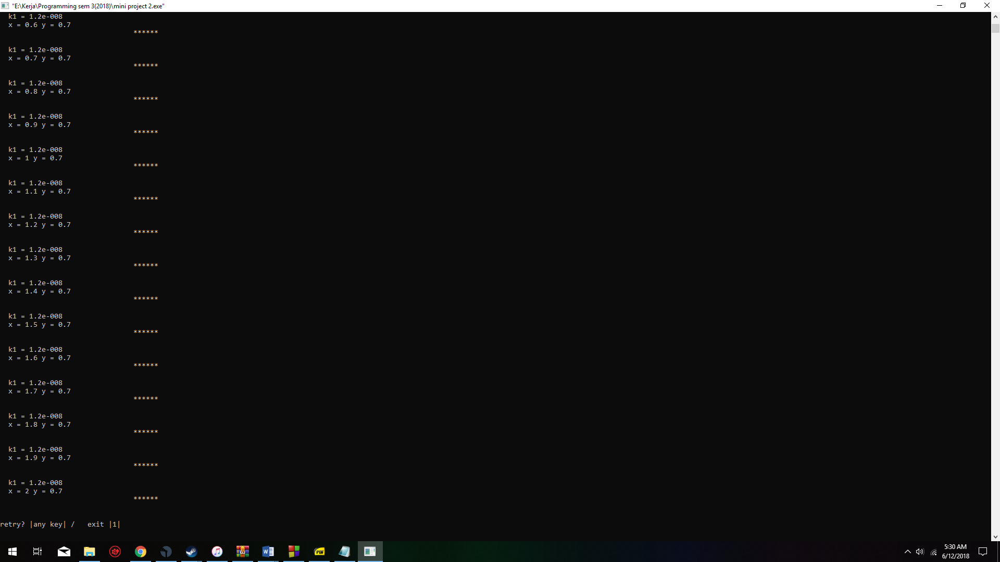 "E:\Kerja\Programming sem 3(2018)\mini project 2.exe"
k1 = 1.2e-008
x = 0.6 y = 0.7
******
k1 = 1.2e-008
x = 0.7 y = 0.7
******
k1 = 1.2e-008
x = 0.8 y = 0.7
******
k1 = 1.2e-008
x = 0.9 y = 0.7
******
k1 = 1.2e-008
x = 1 y = 0.7
******
k1 = 1.2e-008
x = 1.1 y = 0.7
******
k1 = 1.2e-008
x = 1.2 y = 0.7
******
k1 = 1.2e-008
x = 1.3 y = 0.7
******
k1 = 1.2e-008
x = 1.4 y = 0.7
******
k1 = 1.2e-008
x = 1.5 y = 0.7
******
k1 = 1.2e-008
x = 1.6 y = 0.7
******
k1 = 1.2e-008
x = 1.7 y = 0.7
******
k1 = 1.2e-008
x = 1.8 y = 0.7
******
k1 = 1.2e-008
x = 1.9 y = 0.7
******
k1 = 1.2e-008
x = 2 y = 0.7
******
retry? |any key| /   exit |1|
PDF
5:30 AM
6/12/2018